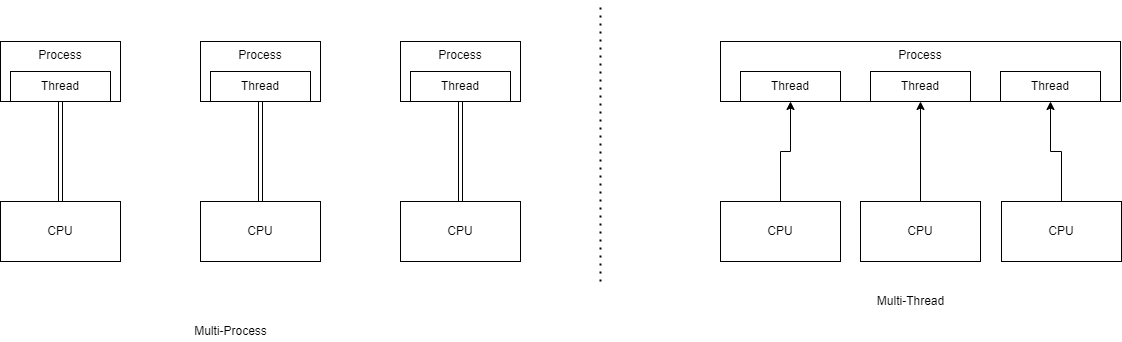 Process
Thread
CPU
Process
Thread
CPU
Process
Thread
CPU
Multi-Process
Process
Thread
Thread
Thread
CPU
CPU
CPU
Multi-Thread